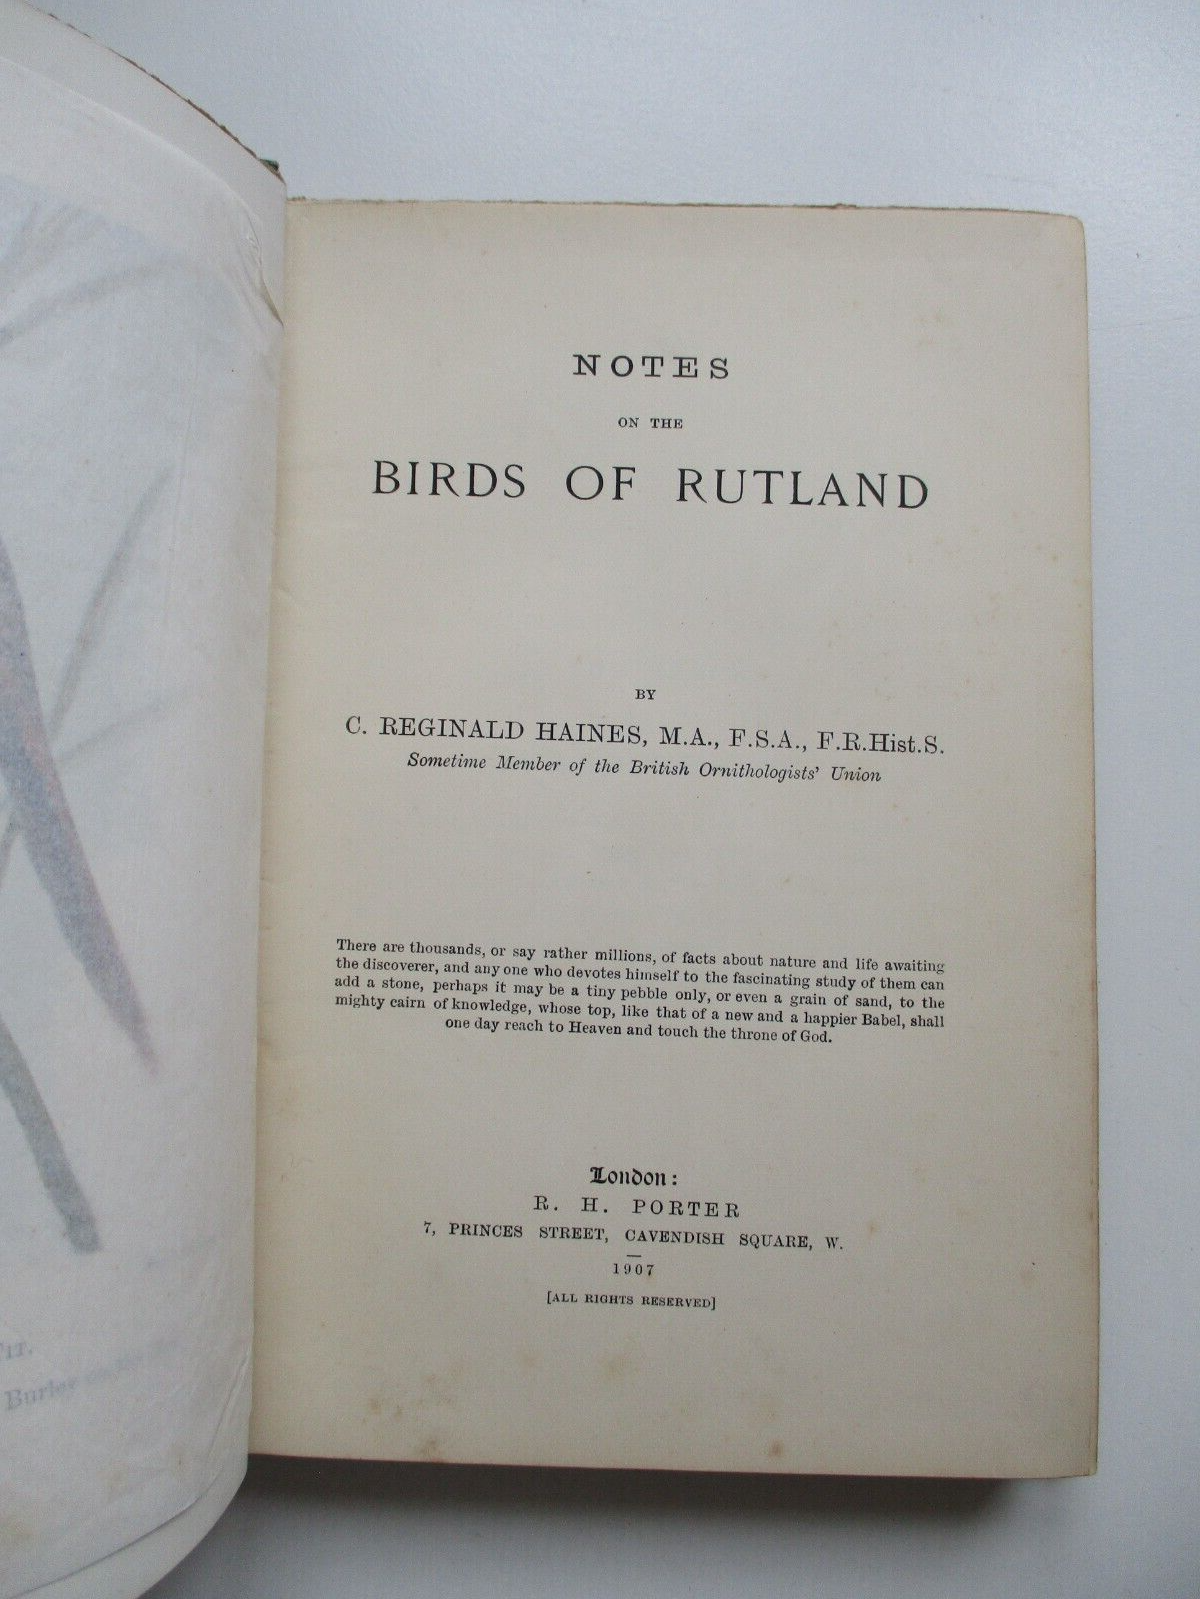 NOTES
ON THE
BIRDS OF RUTLAND
BY
C. REGINALD HAINES, M.A., F.S.A., F.R.Hist.S.
Sometime Member of the British Ornithologists' Union
There are thousands, or say rather millions, of facts about nature and life awaiting
the discoverer, and any one who devotes himself to the fascinating study of them can
add a stone, perhaps it may be a tiny pebble only, or even a grain of sand, to the
mighty cairn of knowledge, whose top, like that of a new and a happier Babel, shall
one day reach to Heaven and touch the throne of God.
London:
R. H. PORTER
7, PRINCES STREET, CAVENDISH SQUARE, W.
1907
[ALL RIGHTS RESERVED]